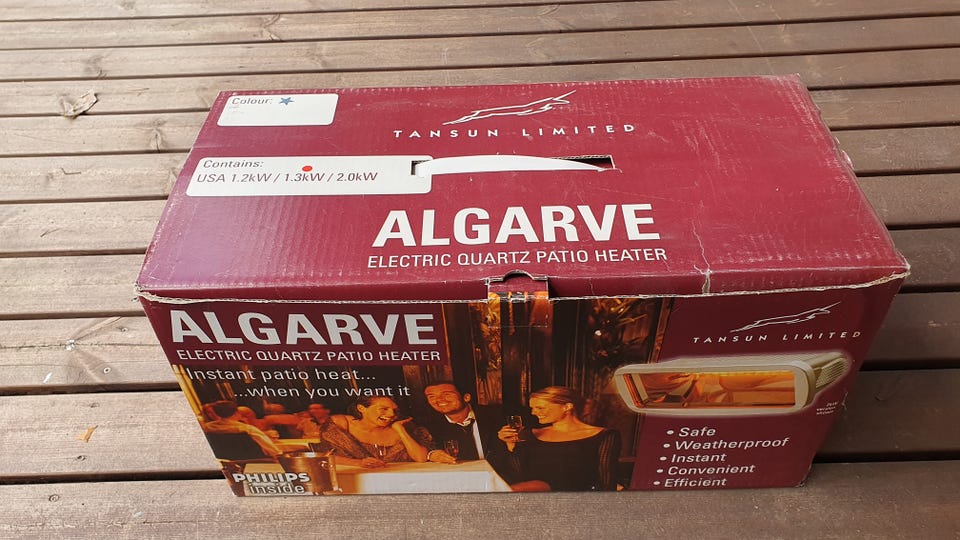 Colour:
TANSUN LIMITED
Contains:
USA 1.2kW / 1.3kW / 2.0kW
ALGARVE
ELECTRIC QUARTZ PATIO HEATER
ALGARVE
ELECTRIC QUARTZ PATIO HEATER
Instant patio heat...
...when you want it
PHILIPS
inside
TANSUN LIMITED
• Safe
• Weatherproof
• Instant
• Convenient
• Efficient